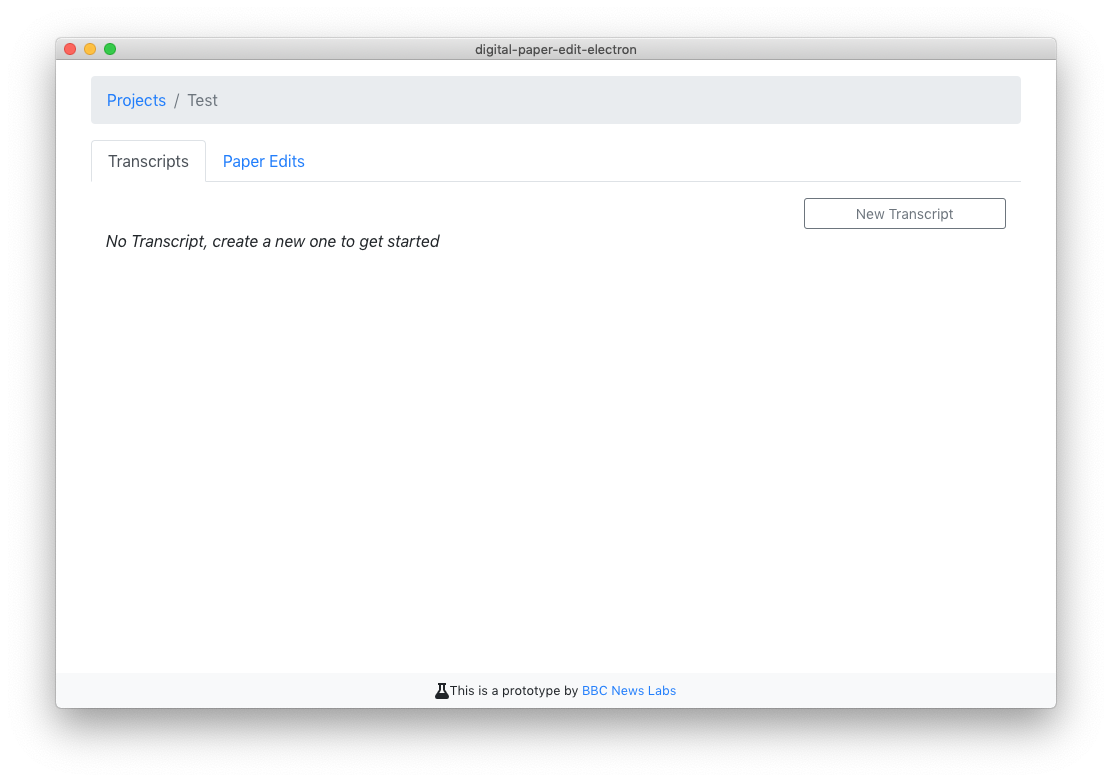 digital-paper-edit-electron
Projects / Test
Transcripts Paper Edits
New Transcript
No Transcript, create a new one to get started
This is a prototype by BBC News Labs